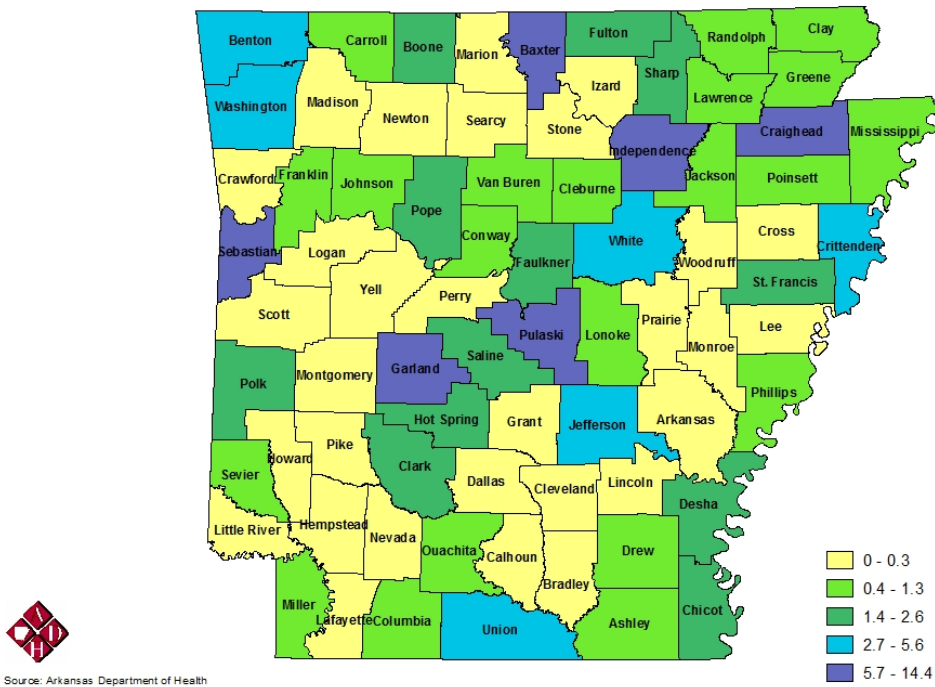 Benton
Carroll
Boone
Marion
Baxter
Fulton
Sharp
Randolph
Clay
Greene
Lawrence
Izard
Washington
Madison
Newton
Searcy
Stone
Independence
Craighead
Mississippi
Jackson
Poinsett
Crawford
Franklin
Johnson
Pope
Van Buren
Cleburne
Conway
Sebastian
Logan
Faulkner
White
Woodruff
Cross
Crittenden
St. Francis
Yell
Perry
Scott
Pulaski
Lonoke
Prairie
Monroe
Lee
Saline
Garland
Montgomery
Polk
Phillips
Hot Spring
Grant
Jefferson
Arkansas
Howard
Pike
Clark
Sevier
Dallas
Cleveland
Lincoln
Desha
Little River
Hempstead
Nevada
Ouachita
Calhoun
Bradley
Drew
Miller
Lafayette
Columbia
Union
Ashley
Chicot
0 - 0.3
0.4 - 1.3
1.4 - 2.6
2.7 - 5.6
5.7 - 14.4
A
D
H
Source: Arkansas Department of Health